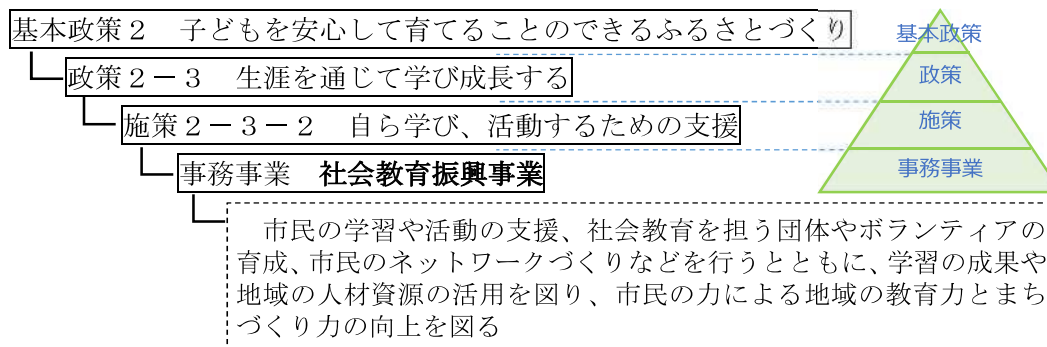 基本政策２　子どもを安心して育てることのできるふるさとづくり
政策２－３　生涯を通じて学び成長する
施策２－３－２　自ら学び、活動するための支援
事務事業　社会教育振興事業
市民の学習や活動の支援、社会教育を担う団体やボランティアの
育成、市民のネットワークづくりなどを行うとともに、学習の成果や
地域の人材資源の活用を図り、市民の力による地域の教育力とまち
づくり力の向上を図る
基本政策
政策
施策
事務事業